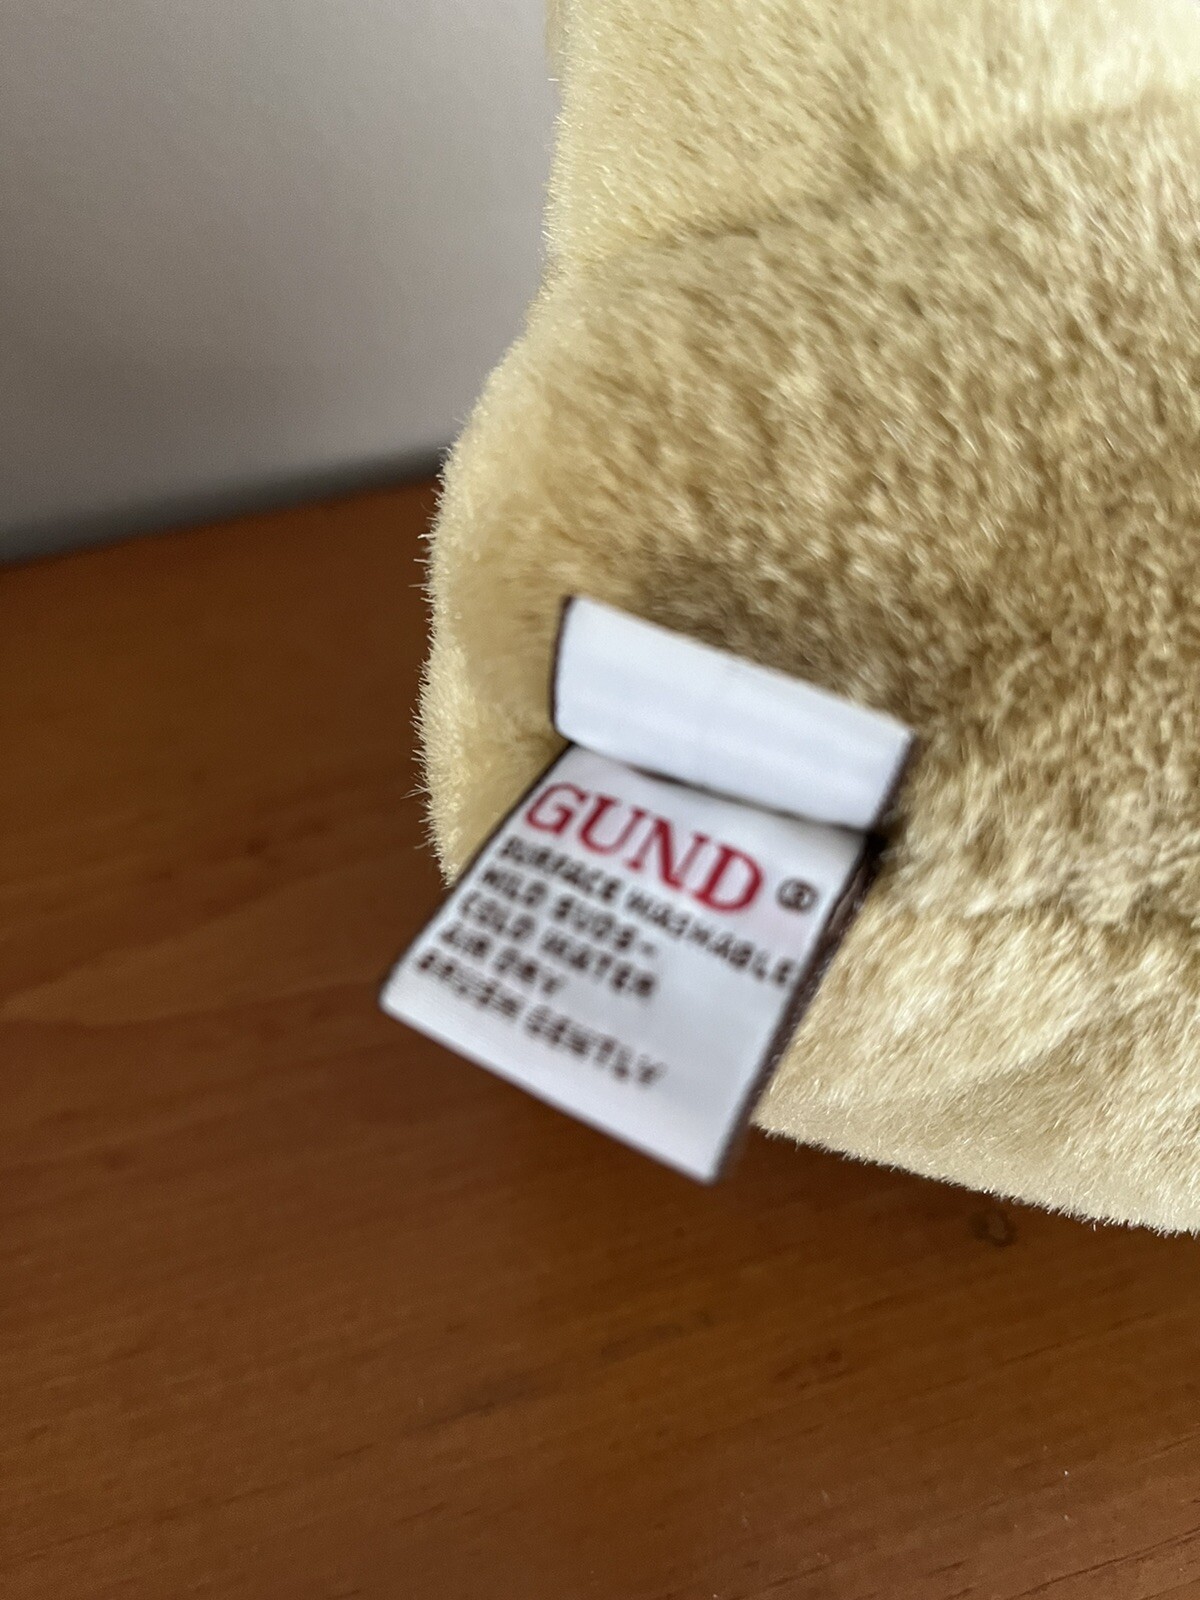 GUND ®
SURFACE WASHABLE
MILD SUDS-
COLD WATER
AIR DRY
BRUSH GENTLY